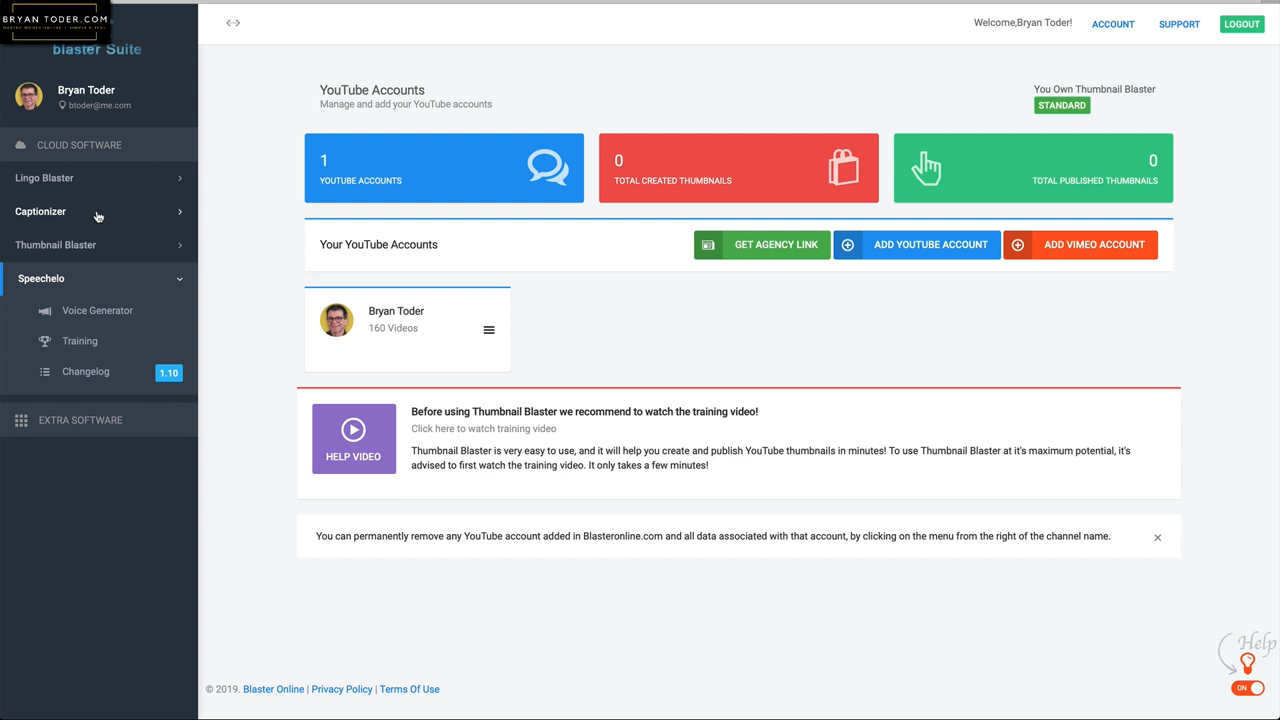 BRYAN TODER.COM
blaster Suite
Bryan Toder
btoder@me.com
CLOUD SOFTWARE
Lingo Blaster
Captionizer
Thumbnail Blaster
Speechelo
Voice Generator
Training
Changelog
1.10
EXTRA SOFTWARE
Welcome,Bryan Toder!
ACCOUNT
SUPPORT
LOGOUT
YouTube Accounts
Manage and add your YouTube accounts
You Own Thumbnail Blaster
STANDARD
1
YOUTUBE ACCOUNTS
0
TOTAL CREATED THUMBNAILS
0
TOTAL PUBLISHED THUMBNAILS
Your YouTube Accounts
GET AGENCY LINK
ADD YOUTUBE ACCOUNT
ADD VIMEO ACCOUNT
Bryan Toder
160 Videos
HELP VIDEO
Before using Thumbnail Blaster we recommend to watch the training video!
Click here to watch training video
Thumbnail Blaster is very easy to use, and it will help you create and publish YouTube thumbnails in minutes! To use Thumbnail Blaster at it's maximum potential, it's
advised to first watch the training video. It only takes a few minutes!
You can permanently remove any YouTube account added in Blasteronline.com and all data associated with that account, by clicking on the menu from the right of the channel name.
Help
ON
© 2019. Blaster Online | Privacy Policy | Terms Of Use